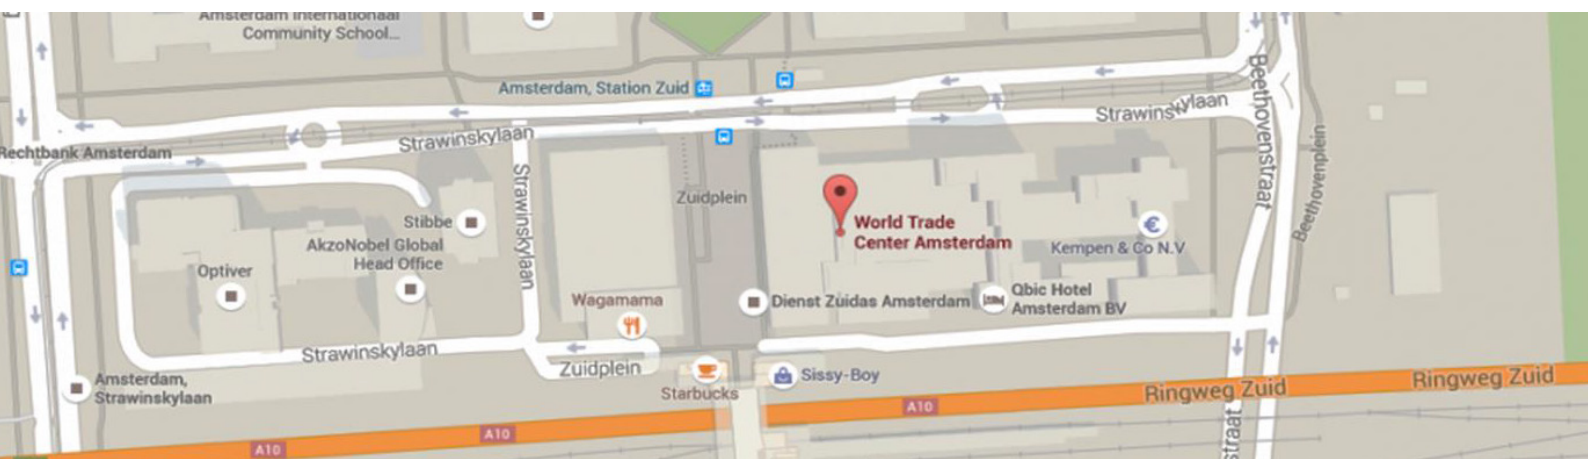 Amsterdam Internationaal
Community School...
Amsterdam, Station Zuid
Beethovenstraat
Strawinskylaan
Strawinskylaan
Rechtbank Amsterdam
Beethovenplein
Strawinskylaan
Zuidplein
Stibbe
World Trade
Center Amsterdam
€
AkzoNobel Global
Head Office
Kempen & Co N.V
Optiver
Wagamama
Dienst Zuidas Amsterdam
Qbic Hotel
Amsterdam BV
Strawinskylaan
Zuidplein
Sissy-Boy
Amsterdam,
Strawinskylaan
Starbucks
Ringweg Zuid
Ringweg Zuid
A10
A10
A10
straat